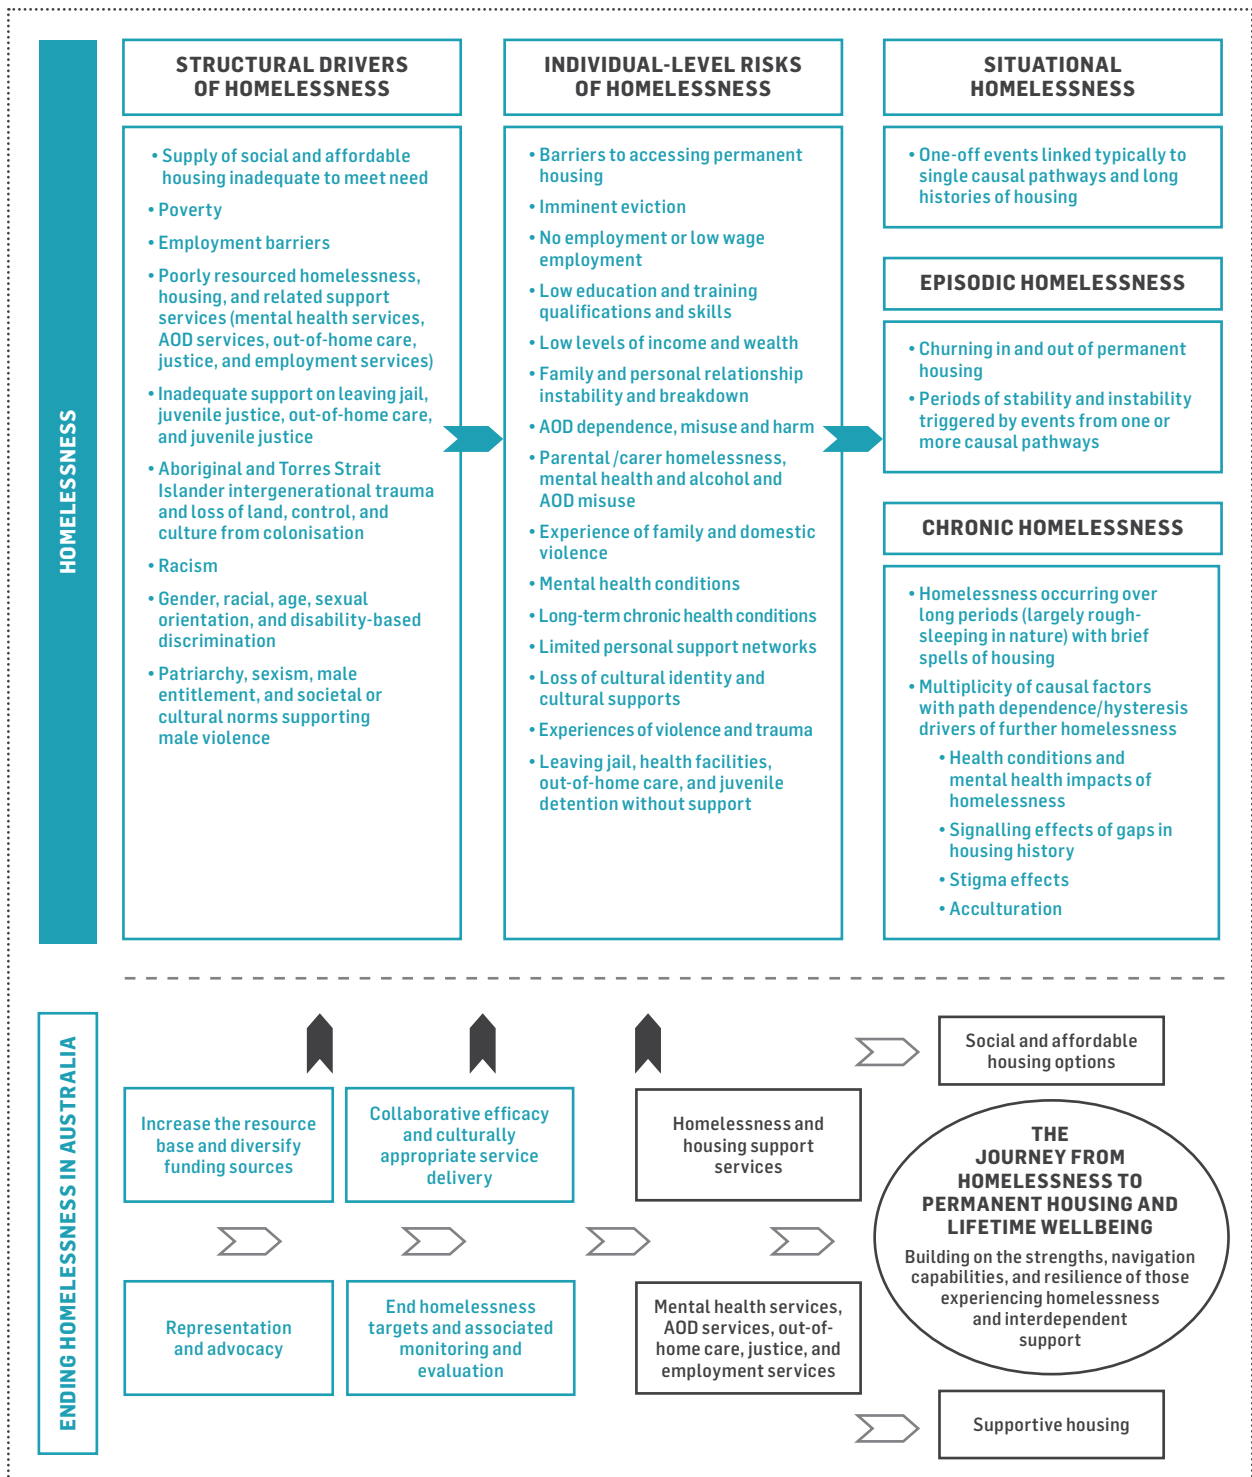 HOMELESSNESS
STRUCTURAL DRIVERS
OF HOMELESSNESS
• Supply of social and affordable
housing inadequate to meet need
• Poverty
• Employment barriers
• Poorly resourced homelessness,
housing, and related support
services (mental health services,
AOD services, out-of-home care,
justice, and employment services)
• Inadequate support on leaving jail,
juvenile justice, out-of-home care,
and juvenile justice
• Aboriginal and Torres Strait
Islander intergenerational trauma
and loss of land, control, and
culture from colonisation
• Racism
• Gender, racial, age, sexual
orientation, and disability-based
discrimination
• Patriarchy, sexism, male
entitlement, and societal or
cultural norms supporting
male violence
INDIVIDUAL-LEVEL RISKS
OF HOMELESSNESS
• Barriers to accessing permanent
housing
• Imminent eviction
• No employment or low wage
employment
• Low education and training
qualifications and skills
• Low levels of income and wealth
• Family and personal relationship
instability and breakdown
• AOD dependence, misuse and harm
• Parental /carer homelessness,
mental health and alcohol and
AOD misuse
• Experience of family and domestic
violence
• Mental health conditions
• Long-term chronic health conditions
• Limited personal support networks
• Loss of cultural identity and
cultural supports
• Experiences of violence and trauma
• Leaving jail, health facilities,
out-of-home care, and juvenile
detention without support
SITUATIONAL
HOMELESSNESS
• One-off events linked typically to
single causal pathways and long
histories of housing
EPISODIC HOMELESSNESS
• Churning in and out of permanent
housing
• Periods of stability and instability
triggered by events from one or
more causal pathways
CHRONIC HOMELESSNESS
• Homelessness occurring over
long periods (largely rough-
sleeping in nature) with brief
spells of housing
• Multiplicity of causal factors
with path dependence/hysteresis
drivers of further homelessness
• Health conditions and
mental health impacts of
homelessness
• Signalling effects of gaps in
housing history
• Stigma effects
• Acculturation
ENDING HOMELESSNESS IN AUSTRALIA
Increase the resource
base and diversify
funding sources
Collaborative efficacy
and culturally
appropriate service
delivery
Homelessness and
housing support
services
Representation
and advocacy
End homelessness
targets and associated
monitoring and
evaluation
Mental health services,
AOD services, out-of-
home care, justice, and
employment services
Social and affordable
housing options
THE
JOURNEY FROM
HOMELESSNESS TO
PERMANENT HOUSING AND
LIFETIME WELLBEING
Building on the strengths, navigation
capabilities, and resilience of those
experiencing homelessness
and interdependent
support
Supportive housing